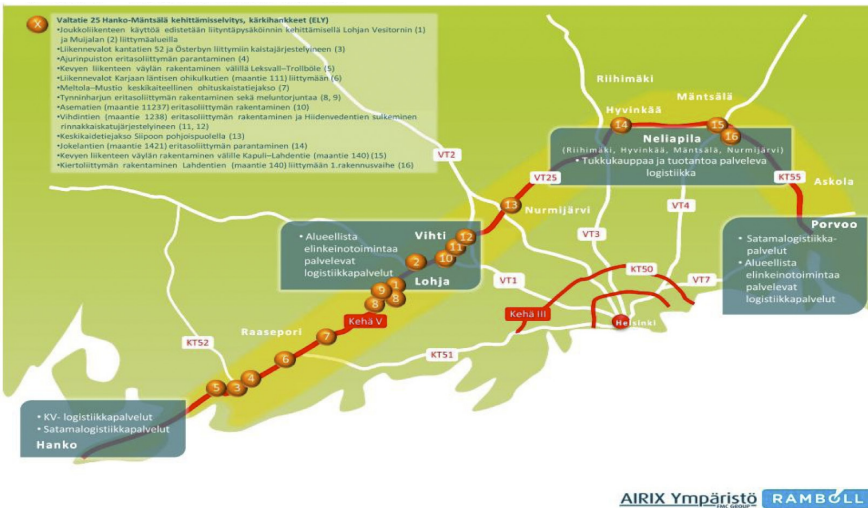 X
Valtatie 25 Hanko-Mäntsälä kehittämisselvitys, kärkihankkeet (ELY)
•Joukkoliikenteen käyttöä edistetään liityntäpysäköinnin kehittämisellä Lohjan Vesitornin (1)
ja Muijalan (2) liittymäalueilla
•Liikennevalot kantatien 52 ja Österbyn liittymiin kaistajärjestelyineen (3)
•Ajurinpuiston eritasoliittymän parantaminen (4)
•Kevyen liikenteen väylän rakentaminen välillä Leksvall–Trollböle (5)
•Liikennevalot Karjaan läntisen ohikulkutien (maantie 111) liittymään (6)
•Meltola–Mustio keskikaiteellinen ohituskaistatiejakso (7)
•Tynninharjun eritasoliittymän rakentaminen sekä meluntorjuntaa (8, 9)
•Asematien (maantie 11237) eritasoliittymän rakentaminen (10)
•Vihdintien (maantie 1238) eritasoliittymän rakentaminen ja Hiidenvedentien sulkeminen
rinnakkaiskatujärjestelyineen (11, 12)
•Keskikaidetiejakso Siipoon pohjoispuolella (13)
•Jokelantien (maantie 1421) eritasoliittymän parantaminen (14)
•Kevyen liikenteen väylän rakentaminen välille Kapuli–Lahdentie (maantie 140) (15)
•Kiertoliittymän rakentaminen Lahdentien (maantie 140) liittymään 1.rakennusvaihe (16)
Riihimäki
Mäntsälä
Hyvinkää
14
15
16
Neliapila
(Riihimäki, Hyvinkää, Mäntsälä, Nurmijärvi)
• Tukkukauppaa ja tuotantoa palveleva
logistiikka
VT2
VT25
KT55
Askola
13
Nurmijärvi
VT4
VT3
Porvoo
• Satamalogistiikka-
palvelut
• Alueellista
elinkeinotoimintaa
palvelevat
logistiikkapalvelut
• Alueellista
elinkeinotoimintaa
palvelevat
logistiikkapalvelut
Vihti
12
11
10
2
Lohja
1
9
8
8
VT1
KT50
VT7
Kehä V
Kehä III
Helsinki
Raasepori
7
KT52
6
KT51
4
5
3
• KV- logistiikkapalvelut
• Satamalogistiikkapalvelut
Hanko
AIRIX Ympäristö
FMC GROUP
RAMBOLL